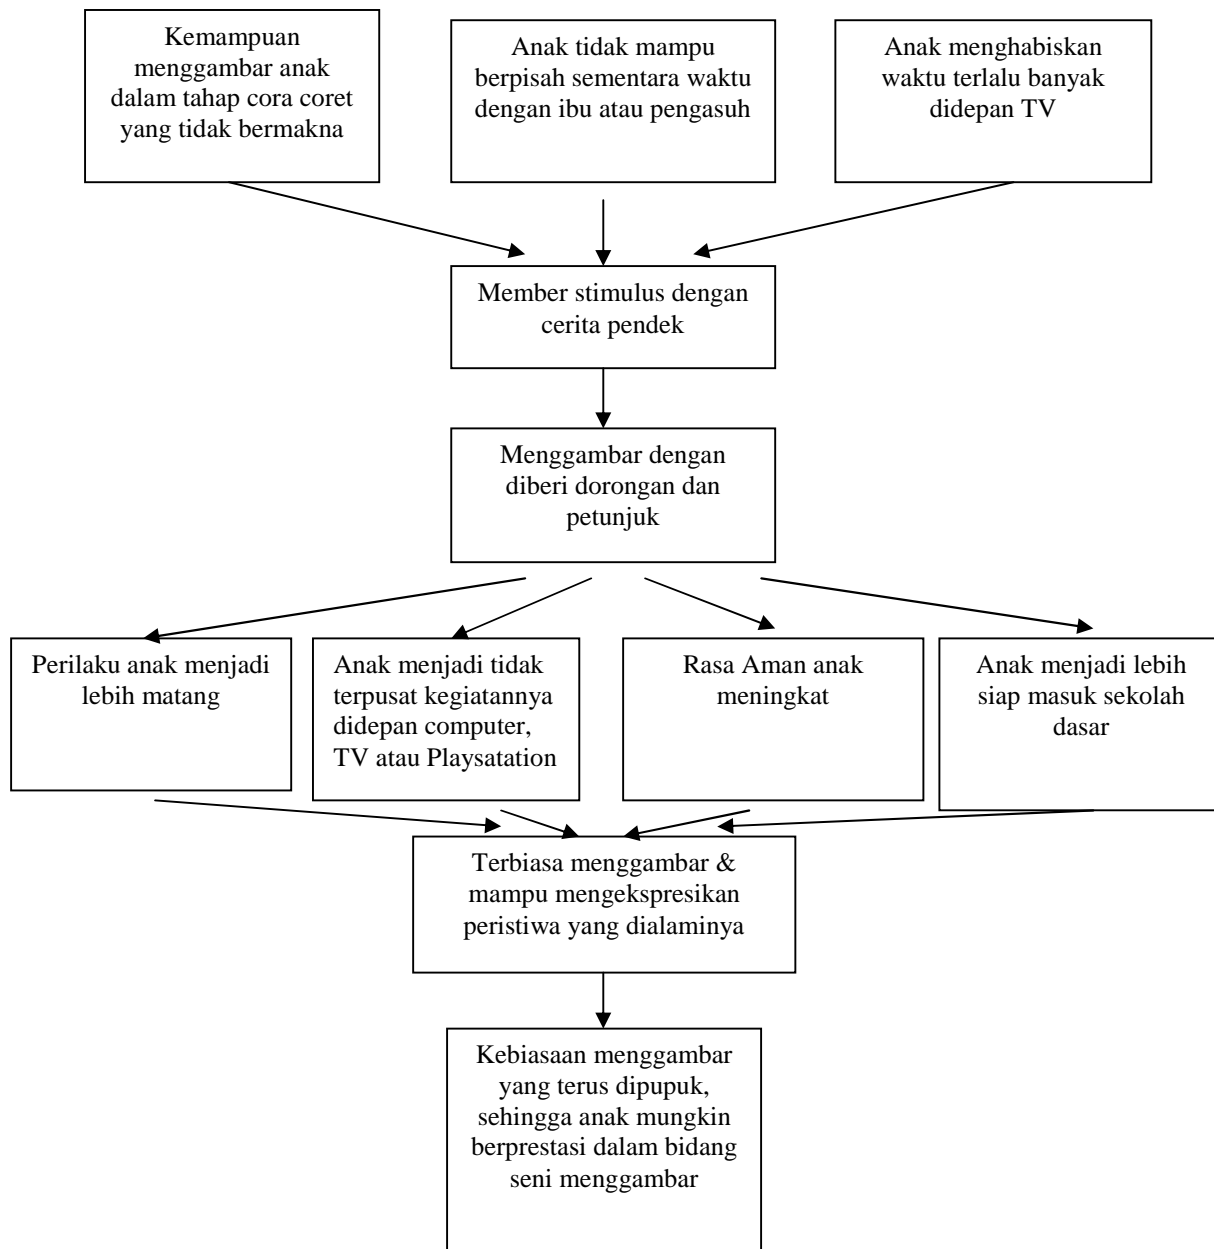 Kemampuan
menggambar anak
dalam tahap cora coret
yang tidak bermakna
Anak tidak mampu
berpisah sementara waktu
dengan ibu atau pengasuh
Anak menghabiskan
waktu terlalu banyak
didepan TV
Member stimulus dengan
cerita pendek
Menggambar dengan
diberi dorongan dan
petunjuk
Perilaku anak menjadi
lebih matang
Anak menjadi tidak
terpusat kegiatannya
didepan computer,
TV atau Playsatation
Rasa Aman anak
meningkat
Anak menjadi lebih
siap masuk sekolah
dasar
Terbiasa menggambar &
mampu mengekspresikan
peristiwa yang dialaminya
Kebiasaan menggambar
yang terus dipupuk,
sehingga anak mungkin
berprestasi dalam bidang
seni menggambar